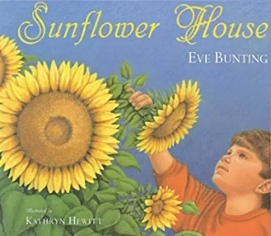 Sunflower House
EVE BUNTING
Illustrated by
KATHRYN HEWITT